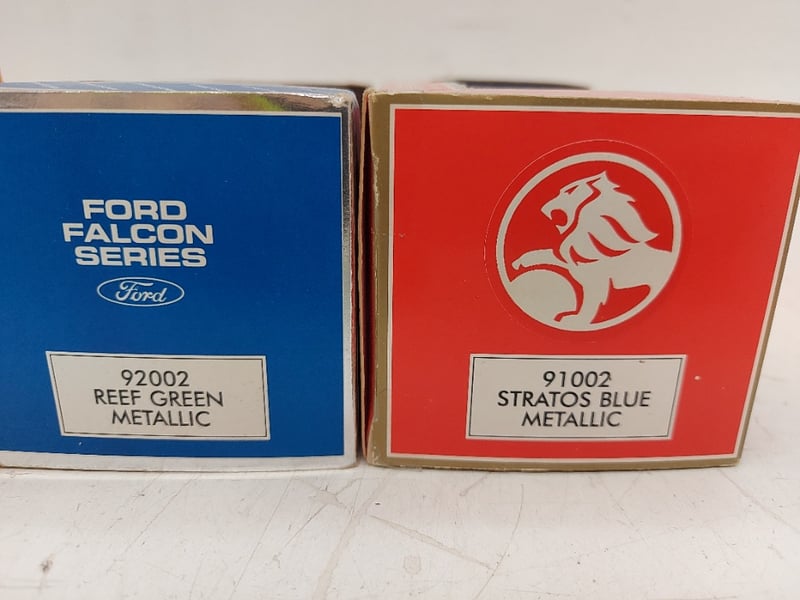 FORD
FALCON
SERIES
Ford
92002
REEF GREEN
METALLIC
91002
STRATOS BLUE
METALLIC